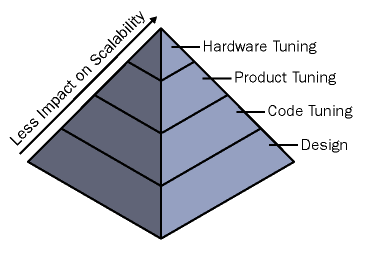 Less Impact on Scalability
Hardware Tuning
Product Tuning
Code Tuning
Design